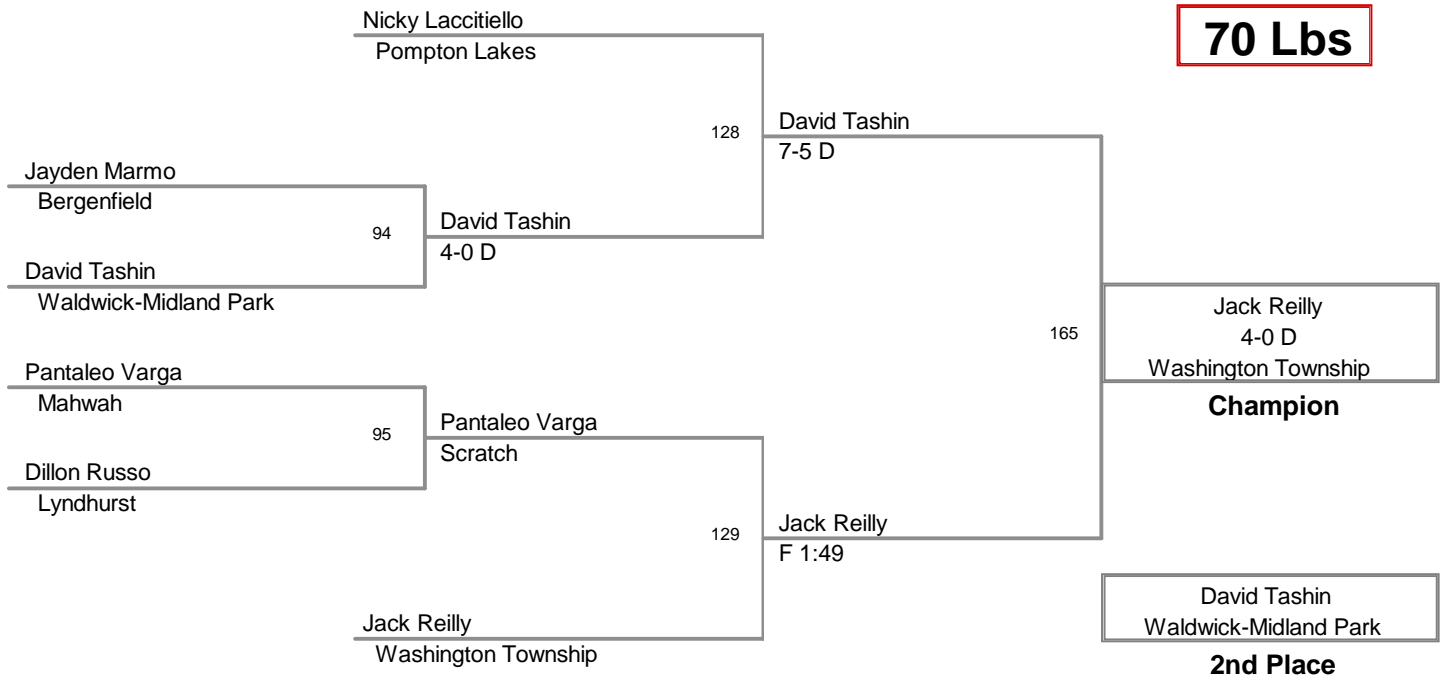 Nicky Laccitiello
Pompton Lakes
70 Lbs
128
David Tashin
7-5 D
Jayden Marmo
Bergenfield
94
David Tashin
4-0 D
David Tashin
Waldwick-Midland Park
165
Jack Reilly
4-0 D
Washington Township
Champion
Pantaleo Varga
Mahwah
95
Pantaleo Varga
Scratch
Dillon Russo
Lyndhurst
129
Jack Reilly
F 1:49
Jack Reilly
Washington Township
David Tashin
Waldwick-Midland Park
2nd Place